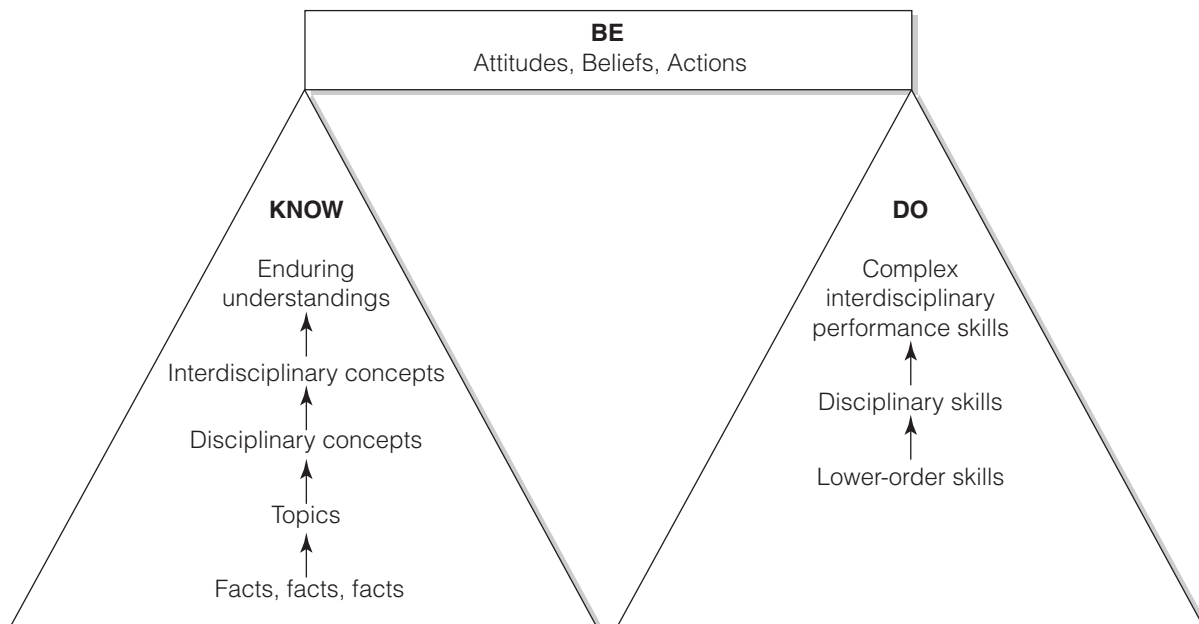 BE
Attitudes, Beliefs, Actions
KNOW
Enduring
understandings
Interdisciplinary concepts
Disciplinary concepts
Topics
Facts, facts, facts
DO
Complex
interdisciplinary
performance skills
Disciplinary skills
Lower-order skills